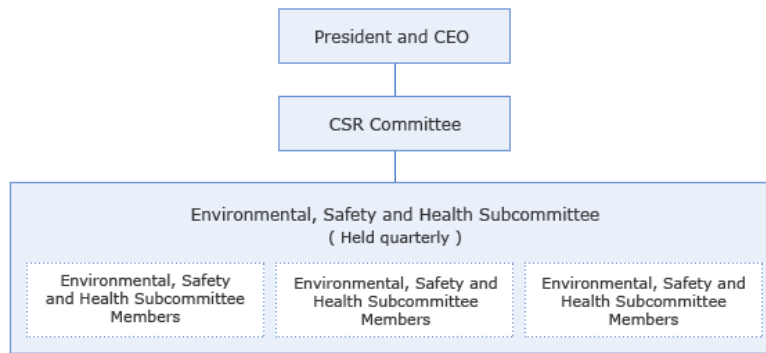 President and CEO
CSR Committee
Environmental, Safety and Health Subcommittee
( Held quarterly )
Environmental, Safety
and Health Subcommittee
Members
Environmental, Safety and
Health Subcommittee
Members
Environmental, Safety and
Health Subcommittee
Members